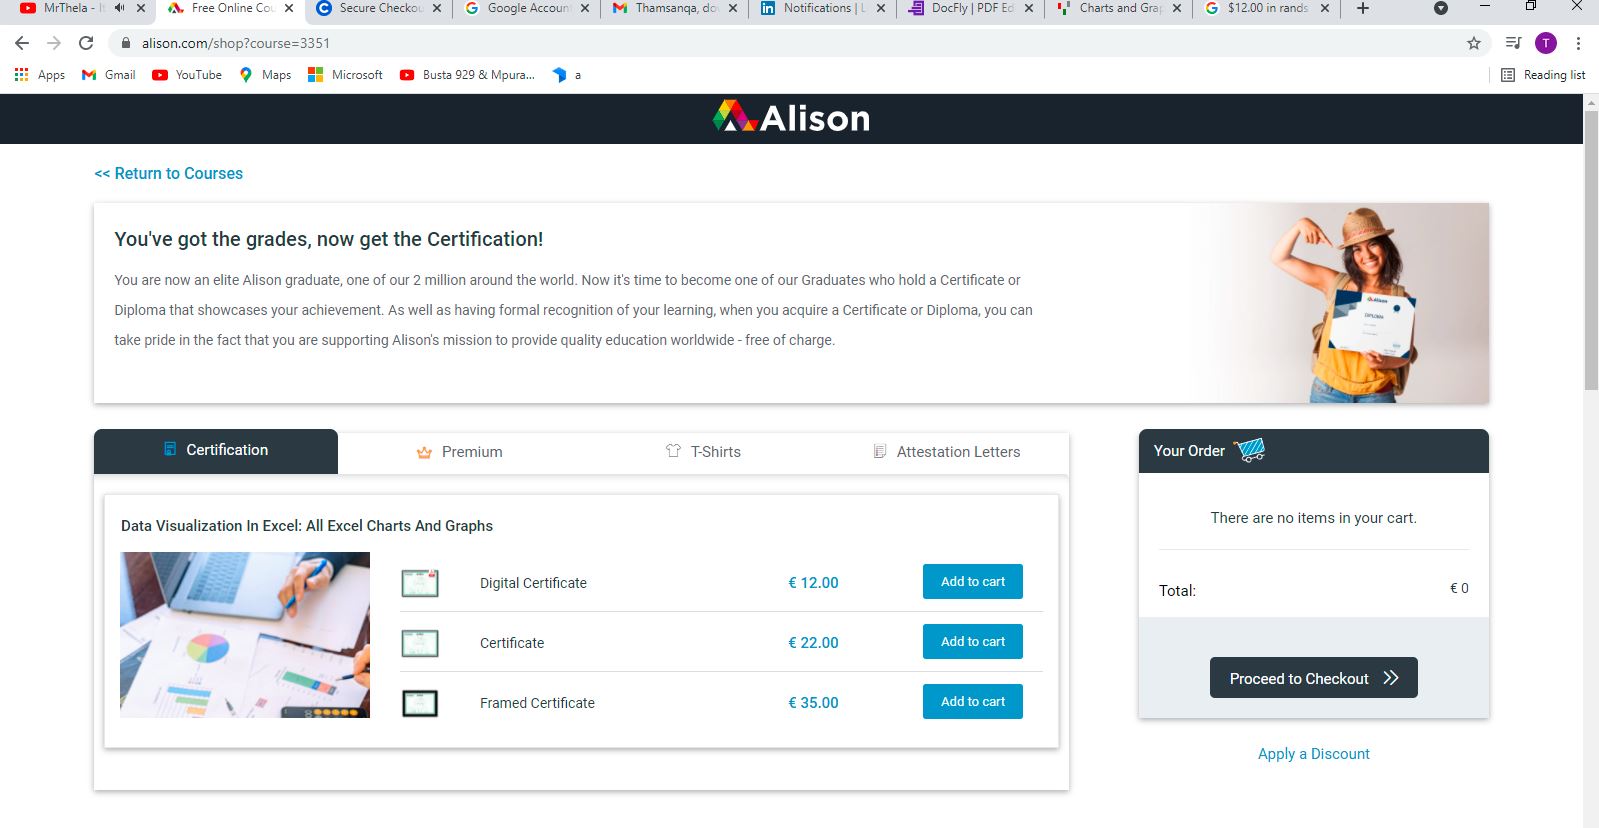 MrThela - It
Free Online Cou
Secure Checkou
Google Account
Thamsanqa, do
Notifications | L
DocFly | PDF Ed
Charts and Grap
$12.00 in rands
alison.com/shop?course=3351
T
Apps
Gmail
YouTube
Maps
Microsoft
Busta 929 & Mpura...
a
Reading list
Alison
<< Return to Courses
You've got the grades, now get the Certification!
You are now an elite Alison graduate, one of our 2 million around the world. Now it's time to become one of our Graduates who hold a Certificate or
Diploma that showcases your achievement. As well as having formal recognition of your learning, when you acquire a Certificate or Diploma, you can
take pride in the fact that you are supporting Alison's mission to provide quality education worldwide - free of charge.
Alison
DIPLOMA
Certification
Premium
T-Shirts
Attestation Letters
Data Visualization In Excel: All Excel Charts And Graphs
Digital Certificate € 12.00 Add to cart
Certificate € 22.00 Add to cart
Framed Certificate € 35.00 Add to cart
Your Order
There are no items in your cart.
Total: € 0
Proceed to Checkout
Apply a Discount